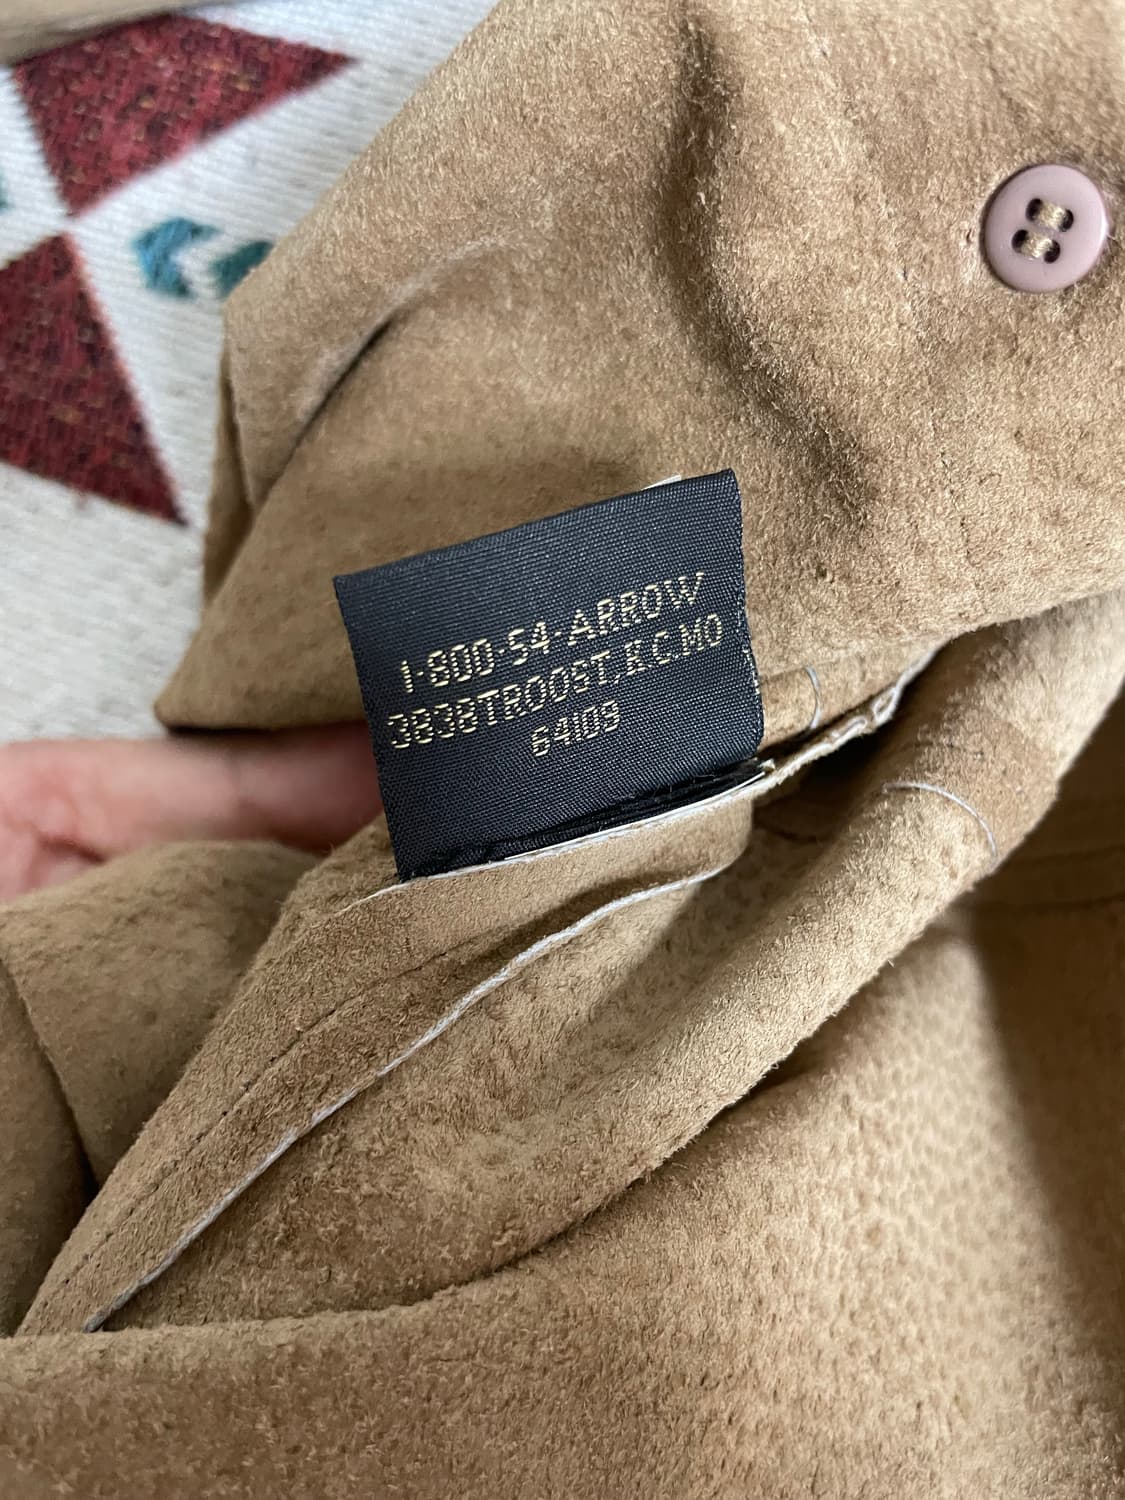 1-800-54-ARROW
3838TROOST, K C.MO
64109